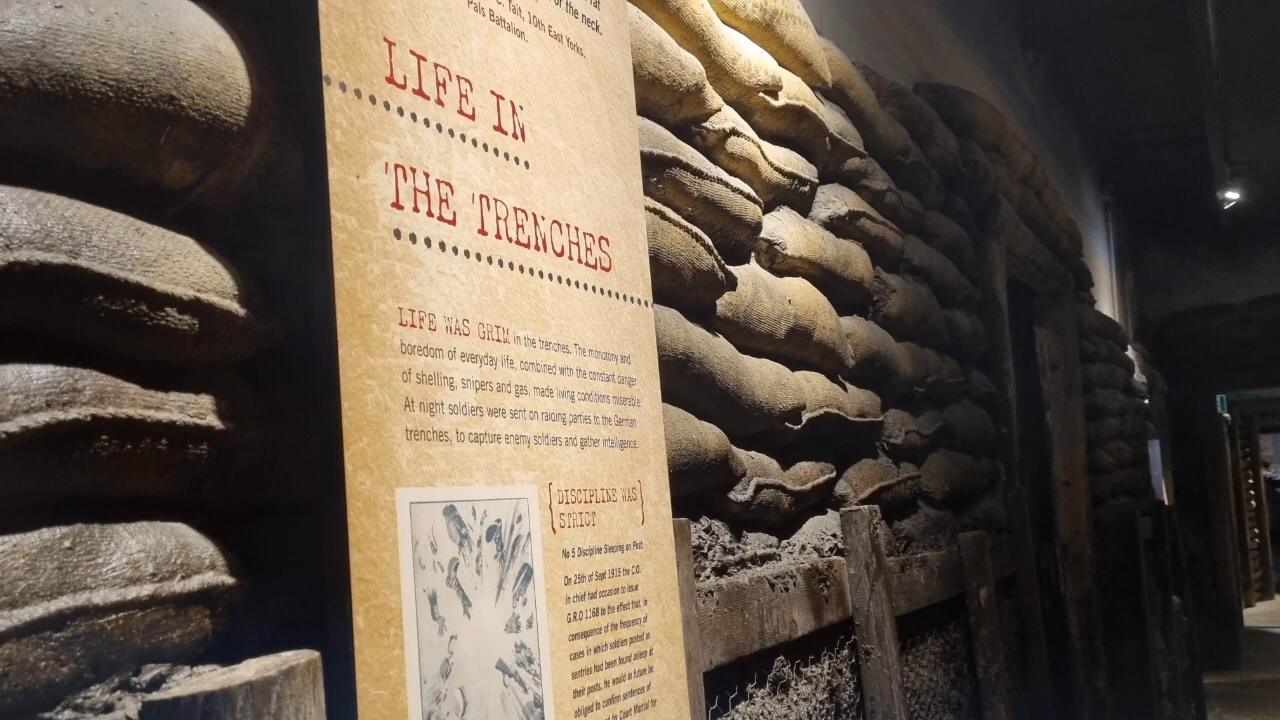 or the neck.
C. Tait, 10th East Yorks.
Pals Battalion.
LIFE IN
THE TRENCHES
LIFE WAS GRIM in the trenches. The monotony and
boredom of everyday life, combined with the constant danger
of shelling, snipers and gas, made living conditions miserable.
At night soldiers were sent on raiding parties to the German
trenches, to capture enemy soldiers and gather intelligence.
DISCIPLINE WAS
STRICT
No 5 Discipline Sleeping on Post
On 25th of Sept 1915 the C.O.
in chief had occasion to issue
G.R.O 1168 to the effect that, in
consequence of the frequency of
cases in which soldiers posted as
sentries had been found asleep at
their posts, he would in future be
obliged to confirm sentences of
by Court Martial for